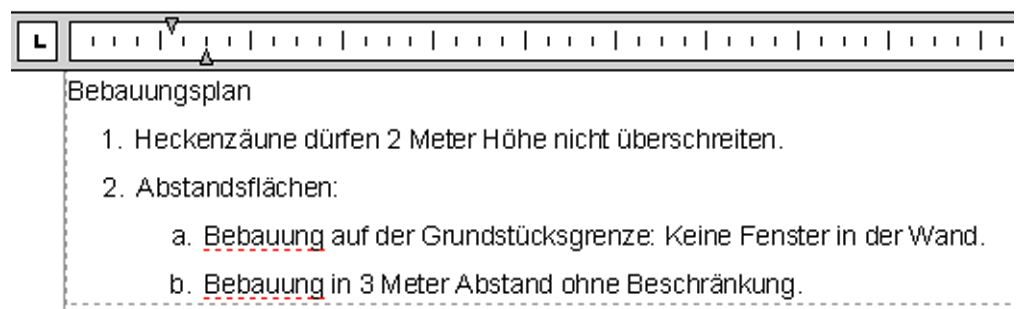 Bebauungsplan
1. Heckenzäune dürfen 2 Meter Höhe nicht überschreiten.
2. Abstandsflächen:
a. Bebauung auf der Grundstücksgrenze: Keine Fenster in der Wand.
b. Bebauung in 3 Meter Abstand ohne Beschränkung.